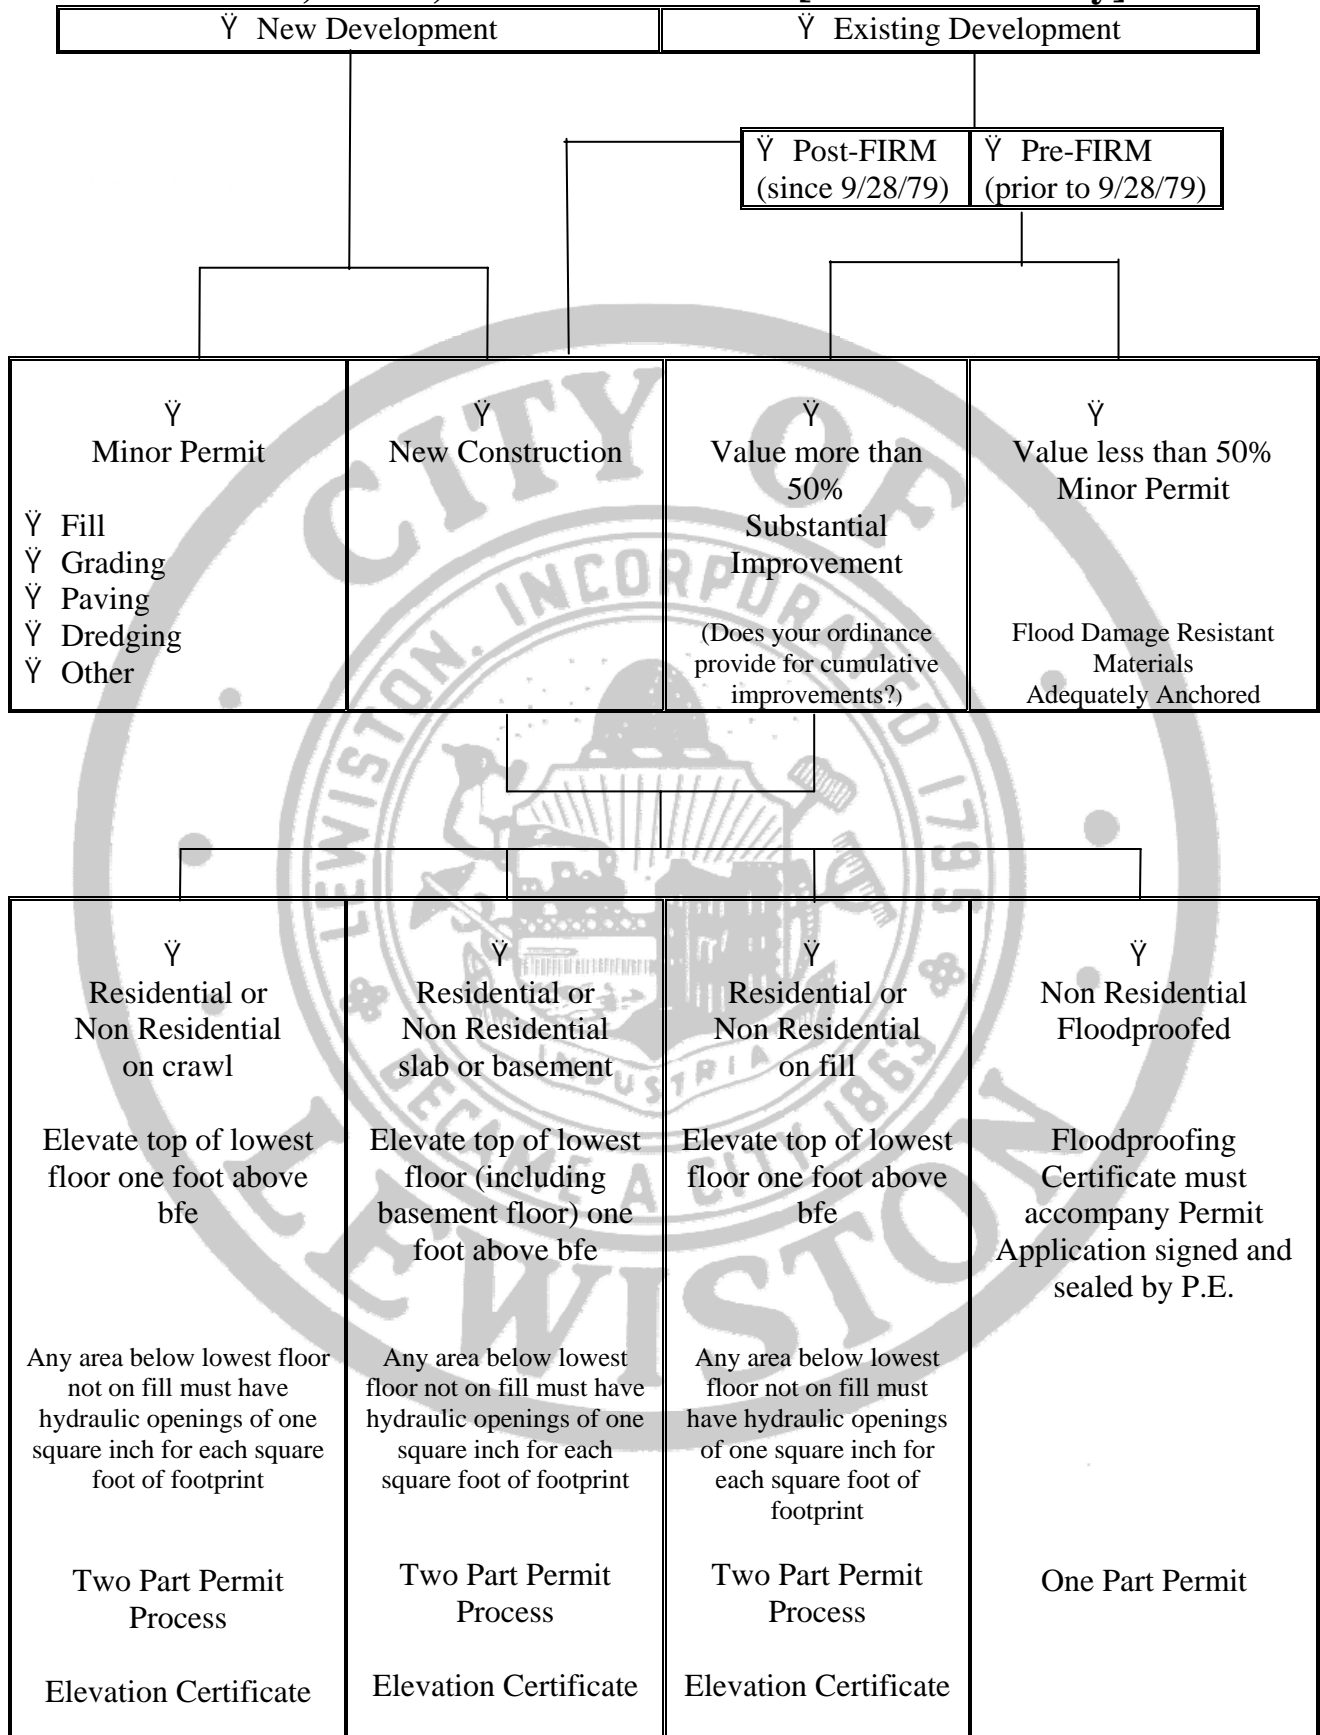 Ÿ New Development
Ÿ Existing Development
Ÿ Post-FIRM
(since 9/28/79)
Ÿ Pre-FIRM
(prior to 9/28/79)
Ÿ
Minor Permit
Ÿ Fill
Ÿ Grading
Ÿ Paving
Ÿ Dredging
Ÿ Other
Ÿ
New Construction
Ÿ
Value more than
50%
Substantial
Improvement
(Does your ordinance
provide for cumulative
improvements?)
Ÿ
Value less than 50%
Minor Permit
Flood Damage Resistant
Materials
Adequately Anchored
Ÿ
Residential or
Non Residential
on crawl
Elevate top of lowest
floor one foot above
bfe
Any area below lowest floor
not on fill must have
hydraulic openings of one
square inch for each square
foot of footprint
Two Part Permit
Process
Elevation Certificate
Ÿ
Residential or
Non Residential
slab or basement
Elevate top of lowest
floor (including
basement floor) one
foot above bfe
Any area below lowest
floor not on fill must have
hydraulic openings of one
square inch for each
square foot of footprint
Two Part Permit
Process
Elevation Certificate
Ÿ
Residential or
Non Residential
on fill
Elevate top of lowest
floor one foot above
bfe
Any area below lowest
floor not on fill must
have hydraulic openings
of one square inch for
each square foot of
footprint
Two Part Permit
Process
Elevation Certificate
Ÿ
Non Residential
Floodproofed
Floodproofing
Certificate must
accompany Permit
Application signed and
sealed by P.E.
One Part Permit
CITY OF
LEWISTON
LEWISTON. INCORPORATED 1795
BECAME A CITY 1863
INDUSTRIA